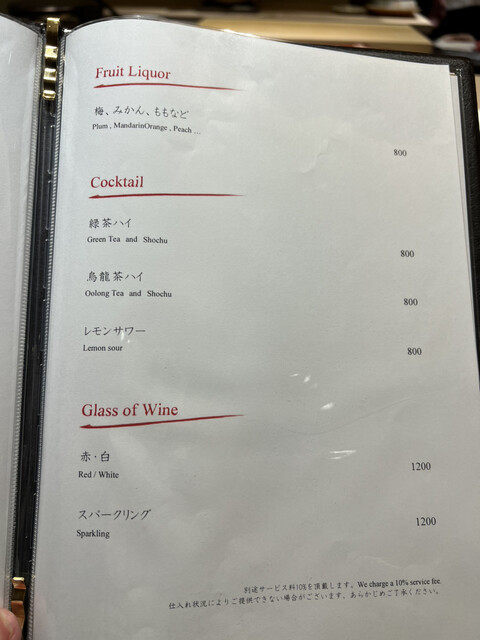 Fruit Liquor
梅、みかん、ももなど
Plum , MandarinOrange , Peach …
800
Cocktail
緑茶ハイ
Green Tea and Shochu
800
烏龍茶ハイ
Oolong Tea and Shochu
800
レモンサワー
Lemon sour
800
Glass of Wine
赤・白
Red / White
1200
スパークリング
Sparkling
1200
別途サービス料10%を頂戴します。We charge a 10% service fee.
仕入れ状況によりご提供できない場合がございます、あらかじめご了承ください。